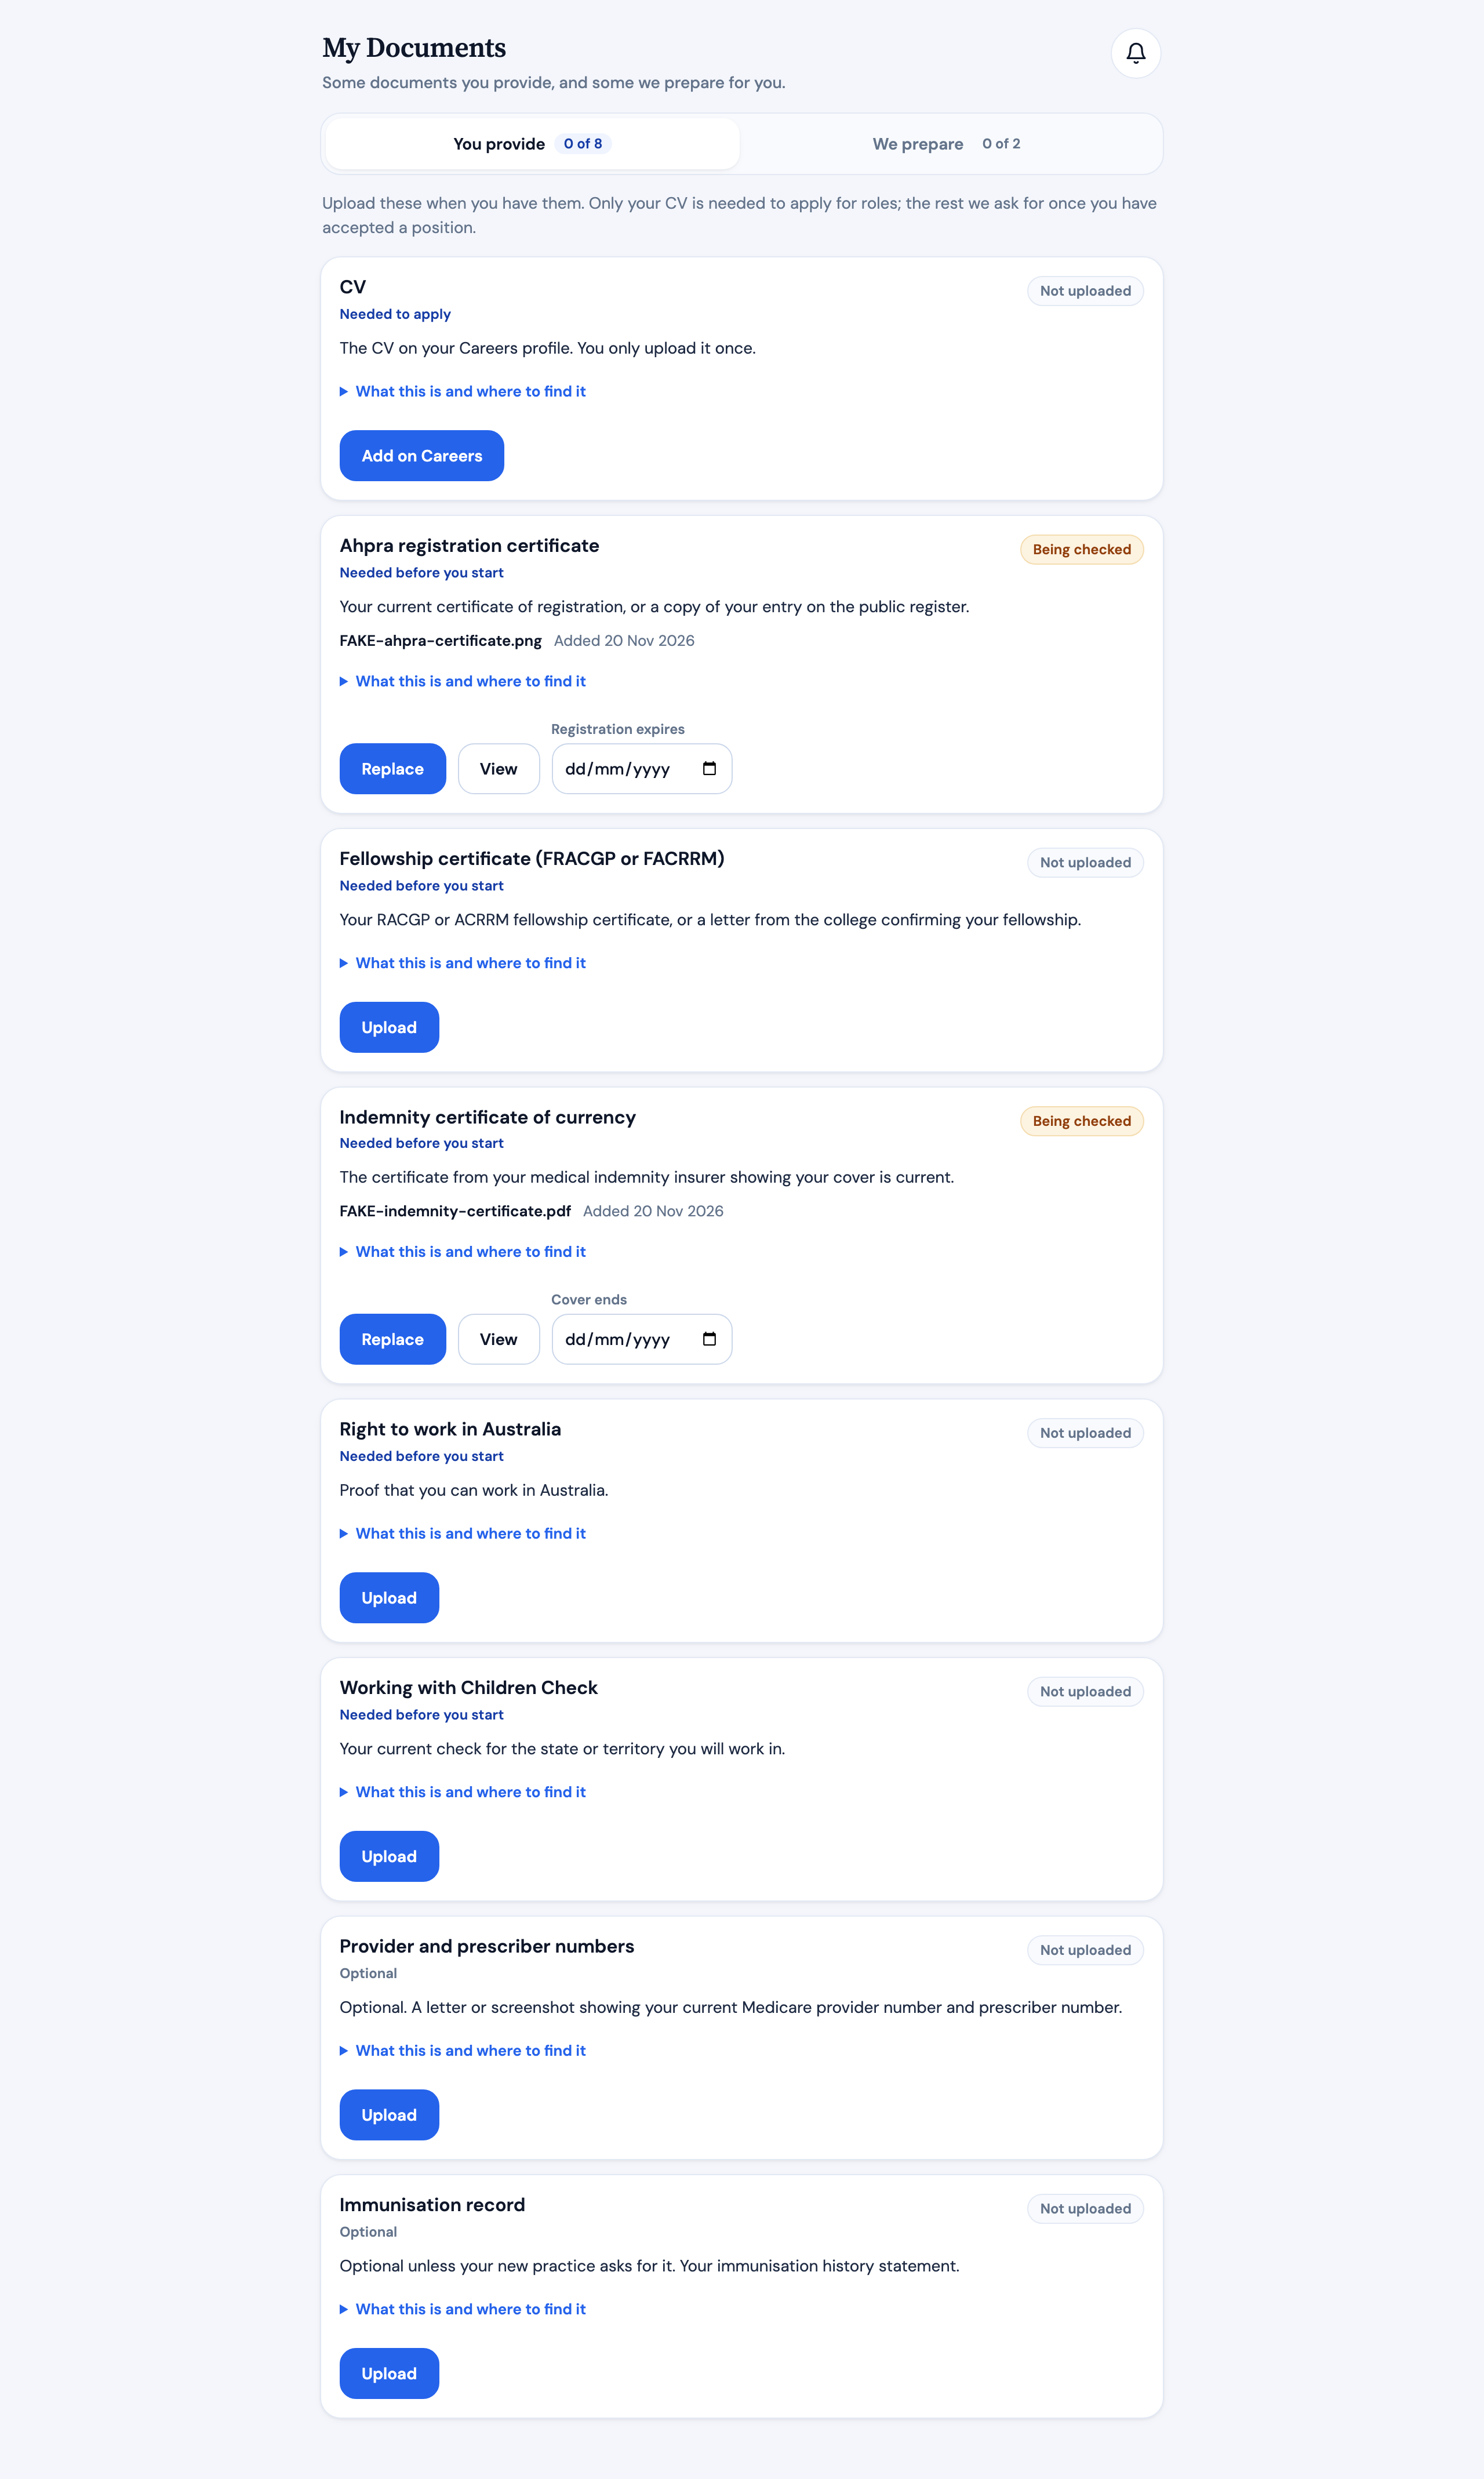 My Documents
Some documents you provide, and some we prepare for you.
You provide 0 of 8
We prepare 0 of 2
Upload these when you have them. Only your CV is needed to apply for roles; the rest we ask for once you have
accepted a position.
CV
Not uploaded
Needed to apply
The CV on your Careers profile. You only upload it once.
What this is and where to find it
Add on Careers
Ahpra registration certificate
Being checked
Needed before you start
Your current certificate of registration, or a copy of your entry on the public register.
FAKE-ahpra-certificate.png Added 20 Nov 2026
What this is and where to find it
Registration expires
Replace View dd/mm/yyyy
Fellowship certificate (FRACGP or FACRRM)
Not uploaded
Needed before you start
Your RACGP or ACRRM fellowship certificate, or a letter from the college confirming your fellowship.
What this is and where to find it
Upload
Indemnity certificate of currency
Being checked
Needed before you start
The certificate from your medical indemnity insurer showing your cover is current.
FAKE-indemnity-certificate.pdf Added 20 Nov 2026
What this is and where to find it
Cover ends
Replace View dd/mm/yyyy
Right to work in Australia
Not uploaded
Needed before you start
Proof that you can work in Australia.
What this is and where to find it
Upload
Working with Children Check
Not uploaded
Needed before you start
Your current check for the state or territory you will work in.
What this is and where to find it
Upload
Provider and prescriber numbers
Not uploaded
Optional
Optional. A letter or screenshot showing your current Medicare provider number and prescriber number.
What this is and where to find it
Upload
Immunisation record
Not uploaded
Optional
Optional unless your new practice asks for it. Your immunisation history statement.
What this is and where to find it
Upload